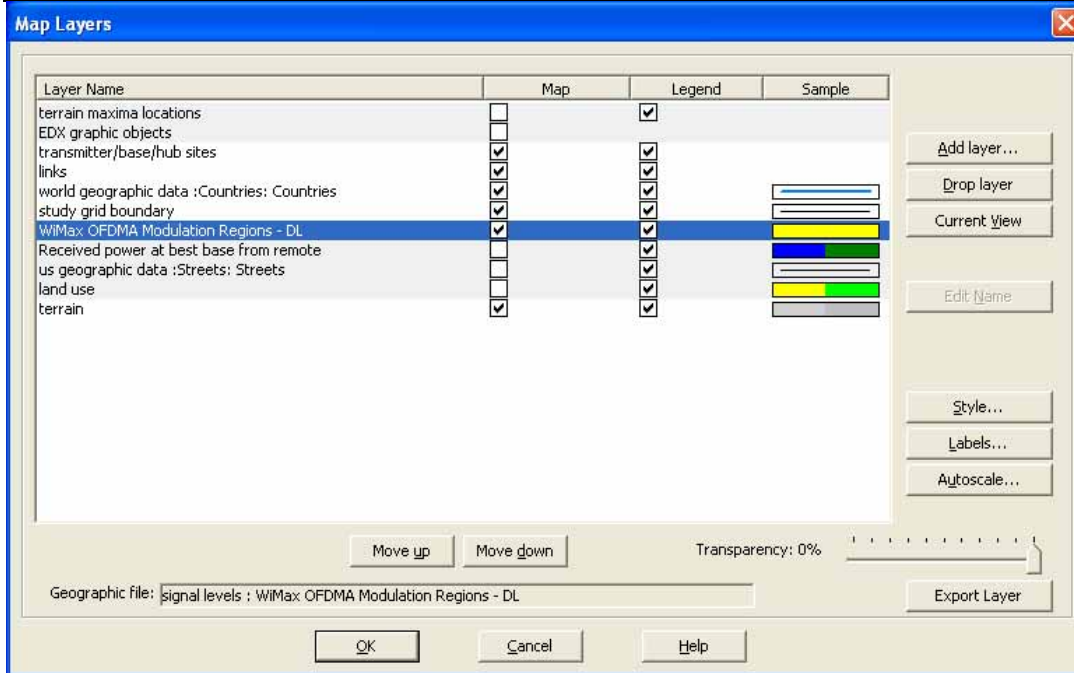 Map Layers
Layer Name Map Legend Sample
terrain maxima locations
EDX graphic objects
transmitter/base/hub sites
links
world geographic data :Countries: Countries
study grid boundary
WiMax OFDMA Modulation Regions - DL
Received power at best base from remote
us geographic data :Streets: Streets
land use
terrain
Add layer...
Drop layer
Current View
Edit Name
Style...
Labels...
Autoscale...
Move up Move down Transparency: 0%
Geographic file: signal levels : WiMax OFDMA Modulation Regions - DL Export Layer
OK Cancel Help